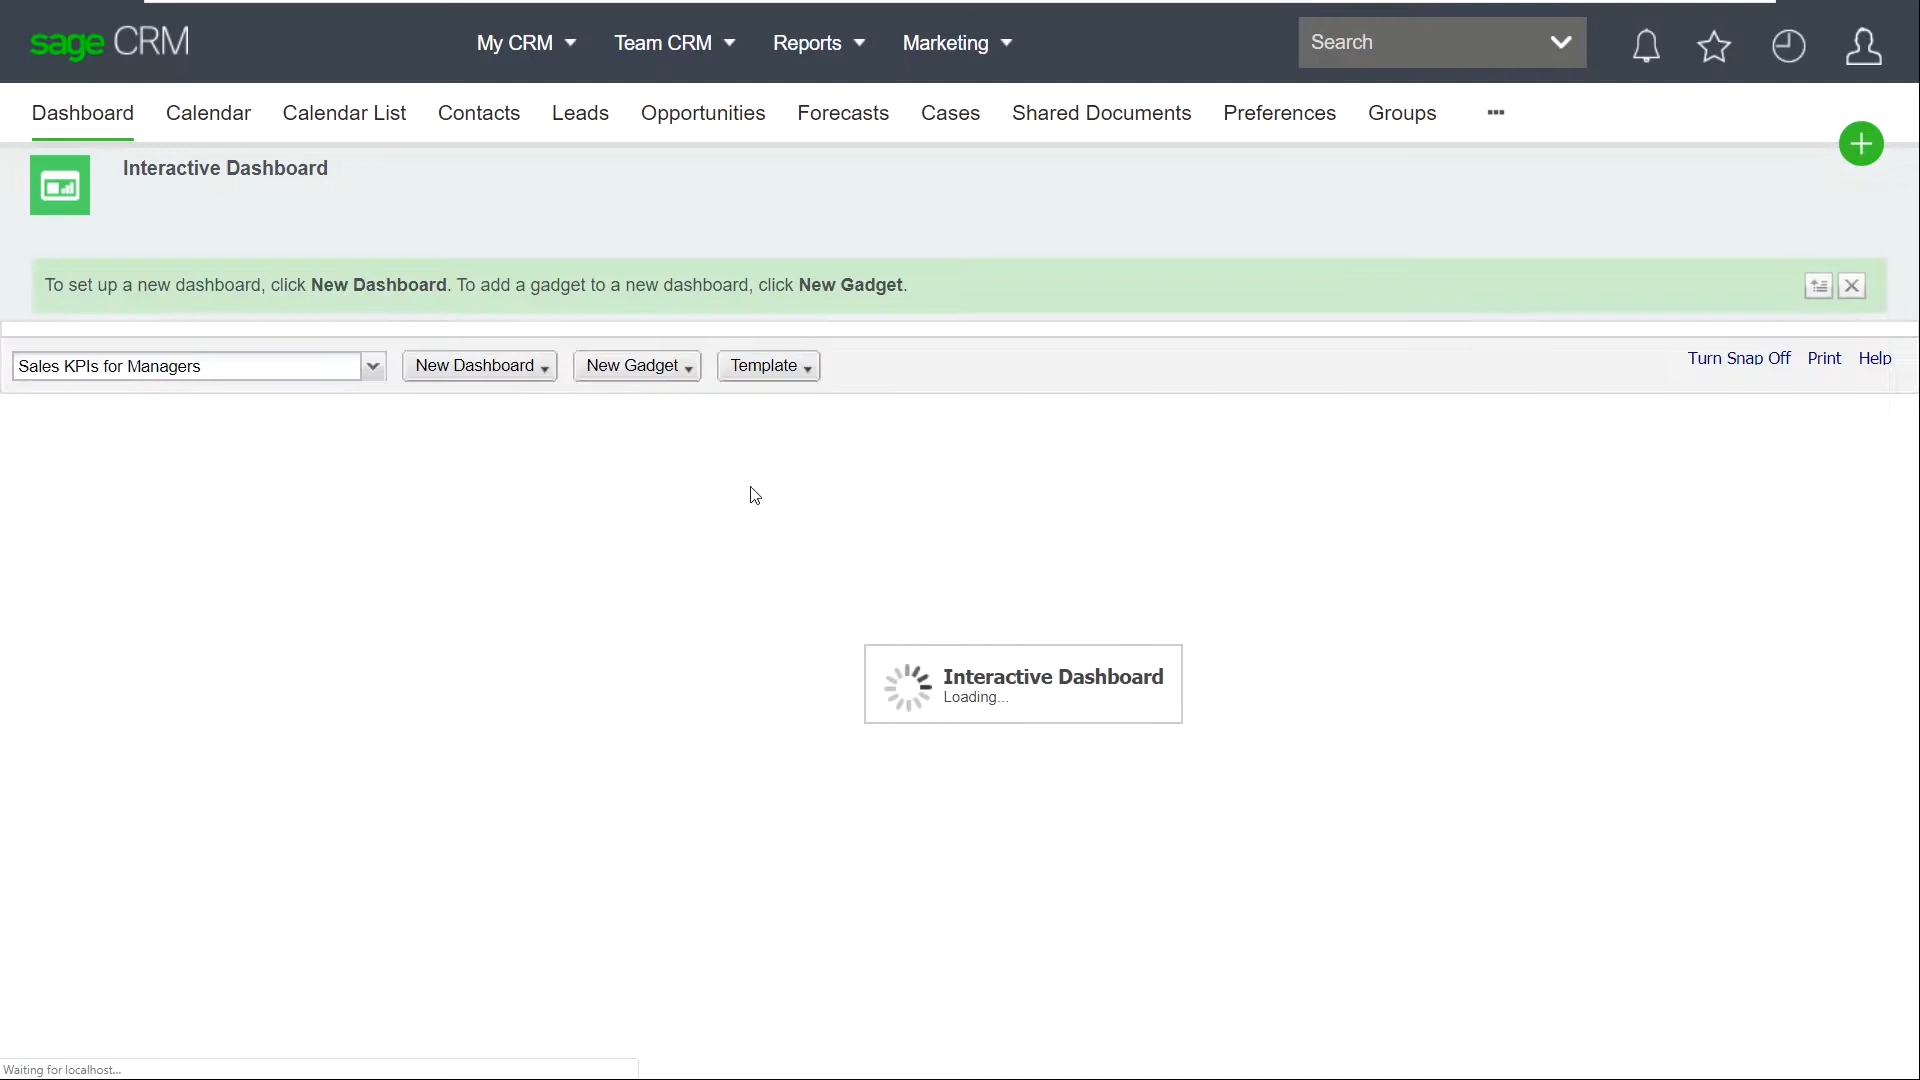 sage CRM
My CRM Team CRM Reports Marketing Search
Dashboard Calendar Calendar List Contacts Leads Opportunities Forecasts Cases Shared Documents Preferences Groups
Interactive Dashboard
To set up a new dashboard, click New Dashboard. To add a gadget to a new dashboard, click New Gadget.
Sales KPIs for Managers New Dashboard New Gadget Template Turn Snap Off Print Help
Interactive Dashboard
Loading...
Waiting for localhost...